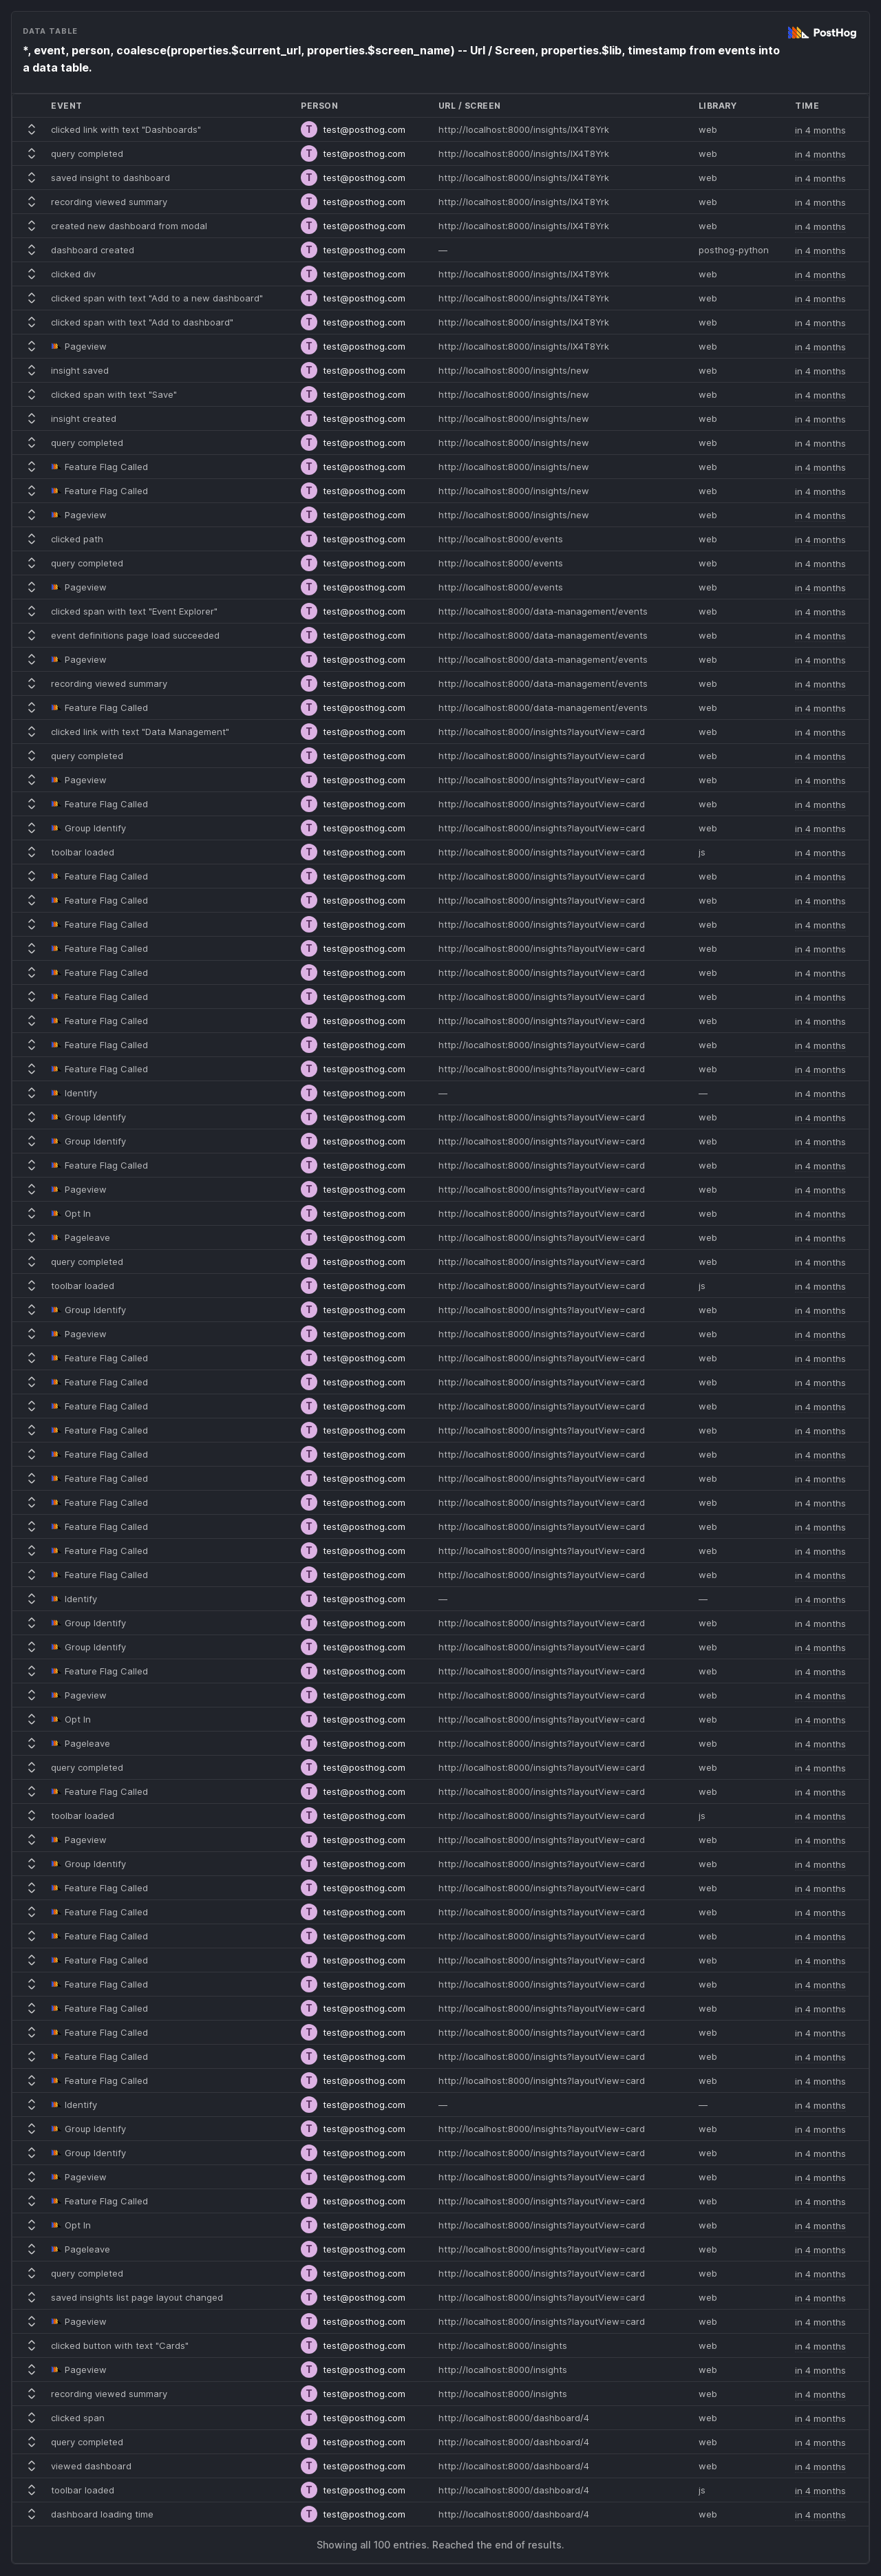 DATA TABLE
*, event, person, coalesce(properties.$current_url, properties.$screen_name) -- Url / Screen, properties.$lib, timestamp from events into
a data table.
PostHog
EVENT PERSON URL / SCREEN LIBRARY TIME
clicked link with text "Dashboards" T test@posthog.com http://localhost:8000/insights/IX4T8Yrk web in 4 months
query completed T test@posthog.com http://localhost:8000/insights/IX4T8Yrk web in 4 months
saved insight to dashboard T test@posthog.com http://localhost:8000/insights/IX4T8Yrk web in 4 months
recording viewed summary T test@posthog.com http://localhost:8000/insights/IX4T8Yrk web in 4 months
created new dashboard from modal T test@posthog.com http://localhost:8000/insights/IX4T8Yrk web in 4 months
dashboard created T test@posthog.com — posthog-python in 4 months
clicked div T test@posthog.com http://localhost:8000/insights/IX4T8Yrk web in 4 months
clicked span with text "Add to a new dashboard" T test@posthog.com http://localhost:8000/insights/IX4T8Yrk web in 4 months
clicked span with text "Add to dashboard" T test@posthog.com http://localhost:8000/insights/IX4T8Yrk web in 4 months
Pageview T test@posthog.com http://localhost:8000/insights/IX4T8Yrk web in 4 months
insight saved T test@posthog.com http://localhost:8000/insights/new web in 4 months
clicked span with text "Save" T test@posthog.com http://localhost:8000/insights/new web in 4 months
insight created T test@posthog.com http://localhost:8000/insights/new web in 4 months
query completed T test@posthog.com http://localhost:8000/insights/new web in 4 months
Feature Flag Called T test@posthog.com http://localhost:8000/insights/new web in 4 months
Feature Flag Called T test@posthog.com http://localhost:8000/insights/new web in 4 months
Pageview T test@posthog.com http://localhost:8000/insights/new web in 4 months
clicked path T test@posthog.com http://localhost:8000/events web in 4 months
query completed T test@posthog.com http://localhost:8000/events web in 4 months
Pageview T test@posthog.com http://localhost:8000/events web in 4 months
clicked span with text "Event Explorer" T test@posthog.com http://localhost:8000/data-management/events web in 4 months
event definitions page load succeeded T test@posthog.com http://localhost:8000/data-management/events web in 4 months
Pageview T test@posthog.com http://localhost:8000/data-management/events web in 4 months
recording viewed summary T test@posthog.com http://localhost:8000/data-management/events web in 4 months
Feature Flag Called T test@posthog.com http://localhost:8000/data-management/events web in 4 months
clicked link with text "Data Management" T test@posthog.com http://localhost:8000/insights?layoutView=card web in 4 months
query completed T test@posthog.com http://localhost:8000/insights?layoutView=card web in 4 months
Pageview T test@posthog.com http://localhost:8000/insights?layoutView=card web in 4 months
Feature Flag Called T test@posthog.com http://localhost:8000/insights?layoutView=card web in 4 months
Group Identify T test@posthog.com http://localhost:8000/insights?layoutView=card web in 4 months
toolbar loaded T test@posthog.com http://localhost:8000/insights?layoutView=card js in 4 months
Feature Flag Called T test@posthog.com http://localhost:8000/insights?layoutView=card web in 4 months
Feature Flag Called T test@posthog.com http://localhost:8000/insights?layoutView=card web in 4 months
Feature Flag Called T test@posthog.com http://localhost:8000/insights?layoutView=card web in 4 months
Feature Flag Called T test@posthog.com http://localhost:8000/insights?layoutView=card web in 4 months
Feature Flag Called T test@posthog.com http://localhost:8000/insights?layoutView=card web in 4 months
Feature Flag Called T test@posthog.com http://localhost:8000/insights?layoutView=card web in 4 months
Feature Flag Called T test@posthog.com http://localhost:8000/insights?layoutView=card web in 4 months
Feature Flag Called T test@posthog.com http://localhost:8000/insights?layoutView=card web in 4 months
Feature Flag Called T test@posthog.com http://localhost:8000/insights?layoutView=card web in 4 months
Identify T test@posthog.com — — in 4 months
Group Identify T test@posthog.com http://localhost:8000/insights?layoutView=card web in 4 months
Group Identify T test@posthog.com http://localhost:8000/insights?layoutView=card web in 4 months
Feature Flag Called T test@posthog.com http://localhost:8000/insights?layoutView=card web in 4 months
Pageview T test@posthog.com http://localhost:8000/insights?layoutView=card web in 4 months
Opt In T test@posthog.com http://localhost:8000/insights?layoutView=card web in 4 months
Pageleave T test@posthog.com http://localhost:8000/insights?layoutView=card web in 4 months
query completed T test@posthog.com http://localhost:8000/insights?layoutView=card web in 4 months
toolbar loaded T test@posthog.com http://localhost:8000/insights?layoutView=card js in 4 months
Group Identify T test@posthog.com http://localhost:8000/insights?layoutView=card web in 4 months
Pageview T test@posthog.com http://localhost:8000/insights?layoutView=card web in 4 months
Feature Flag Called T test@posthog.com http://localhost:8000/insights?layoutView=card web in 4 months
Feature Flag Called T test@posthog.com http://localhost:8000/insights?layoutView=card web in 4 months
Feature Flag Called T test@posthog.com http://localhost:8000/insights?layoutView=card web in 4 months
Feature Flag Called T test@posthog.com http://localhost:8000/insights?layoutView=card web in 4 months
Feature Flag Called T test@posthog.com http://localhost:8000/insights?layoutView=card web in 4 months
Feature Flag Called T test@posthog.com http://localhost:8000/insights?layoutView=card web in 4 months
Feature Flag Called T test@posthog.com http://localhost:8000/insights?layoutView=card web in 4 months
Feature Flag Called T test@posthog.com http://localhost:8000/insights?layoutView=card web in 4 months
Feature Flag Called T test@posthog.com http://localhost:8000/insights?layoutView=card web in 4 months
Feature Flag Called T test@posthog.com http://localhost:8000/insights?layoutView=card web in 4 months
Identify T test@posthog.com — — in 4 months
Group Identify T test@posthog.com http://localhost:8000/insights?layoutView=card web in 4 months
Group Identify T test@posthog.com http://localhost:8000/insights?layoutView=card web in 4 months
Feature Flag Called T test@posthog.com http://localhost:8000/insights?layoutView=card web in 4 months
Pageview T test@posthog.com http://localhost:8000/insights?layoutView=card web in 4 months
Opt In T test@posthog.com http://localhost:8000/insights?layoutView=card web in 4 months
Pageleave T test@posthog.com http://localhost:8000/insights?layoutView=card web in 4 months
query completed T test@posthog.com http://localhost:8000/insights?layoutView=card web in 4 months
Feature Flag Called T test@posthog.com http://localhost:8000/insights?layoutView=card web in 4 months
toolbar loaded T test@posthog.com http://localhost:8000/insights?layoutView=card js in 4 months
Pageview T test@posthog.com http://localhost:8000/insights?layoutView=card web in 4 months
Group Identify T test@posthog.com http://localhost:8000/insights?layoutView=card web in 4 months
Feature Flag Called T test@posthog.com http://localhost:8000/insights?layoutView=card web in 4 months
Feature Flag Called T test@posthog.com http://localhost:8000/insights?layoutView=card web in 4 months
Feature Flag Called T test@posthog.com http://localhost:8000/insights?layoutView=card web in 4 months
Feature Flag Called T test@posthog.com http://localhost:8000/insights?layoutView=card web in 4 months
Feature Flag Called T test@posthog.com http://localhost:8000/insights?layoutView=card web in 4 months
Feature Flag Called T test@posthog.com http://localhost:8000/insights?layoutView=card web in 4 months
Feature Flag Called T test@posthog.com http://localhost:8000/insights?layoutView=card web in 4 months
Feature Flag Called T test@posthog.com http://localhost:8000/insights?layoutView=card web in 4 months
Feature Flag Called T test@posthog.com http://localhost:8000/insights?layoutView=card web in 4 months
Identify T test@posthog.com — — in 4 months
Group Identify T test@posthog.com http://localhost:8000/insights?layoutView=card web in 4 months
Group Identify T test@posthog.com http://localhost:8000/insights?layoutView=card web in 4 months
Pageview T test@posthog.com http://localhost:8000/insights?layoutView=card web in 4 months
Feature Flag Called T test@posthog.com http://localhost:8000/insights?layoutView=card web in 4 months
Opt In T test@posthog.com http://localhost:8000/insights?layoutView=card web in 4 months
Pageleave T test@posthog.com http://localhost:8000/insights?layoutView=card web in 4 months
query completed T test@posthog.com http://localhost:8000/insights?layoutView=card web in 4 months
saved insights list page layout changed T test@posthog.com http://localhost:8000/insights?layoutView=card web in 4 months
Pageview T test@posthog.com http://localhost:8000/insights?layoutView=card web in 4 months
clicked button with text "Cards" T test@posthog.com http://localhost:8000/insights web in 4 months
Pageview T test@posthog.com http://localhost:8000/insights web in 4 months
recording viewed summary T test@posthog.com http://localhost:8000/insights web in 4 months
clicked span T test@posthog.com http://localhost:8000/dashboard/4 web in 4 months
query completed T test@posthog.com http://localhost:8000/dashboard/4 web in 4 months
viewed dashboard T test@posthog.com http://localhost:8000/dashboard/4 web in 4 months
toolbar loaded T test@posthog.com http://localhost:8000/dashboard/4 js in 4 months
dashboard loading time T test@posthog.com http://localhost:8000/dashboard/4 web in 4 months
Showing all 100 entries. Reached the end of results.